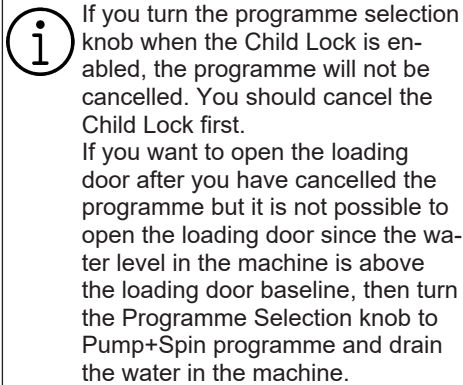 If you turn the programme selection
knob when the Child Lock is en-
abled, the programme will not be
cancelled. You should cancel the
Child Lock first.
If you want to open the loading
door after you have cancelled the
programme but it is not possible to
open the loading door since the wa-
ter level in the machine is above
the loading door baseline, then turn
the Programme Selection knob to
Pump+Spin programme and drain
the water in the machine.